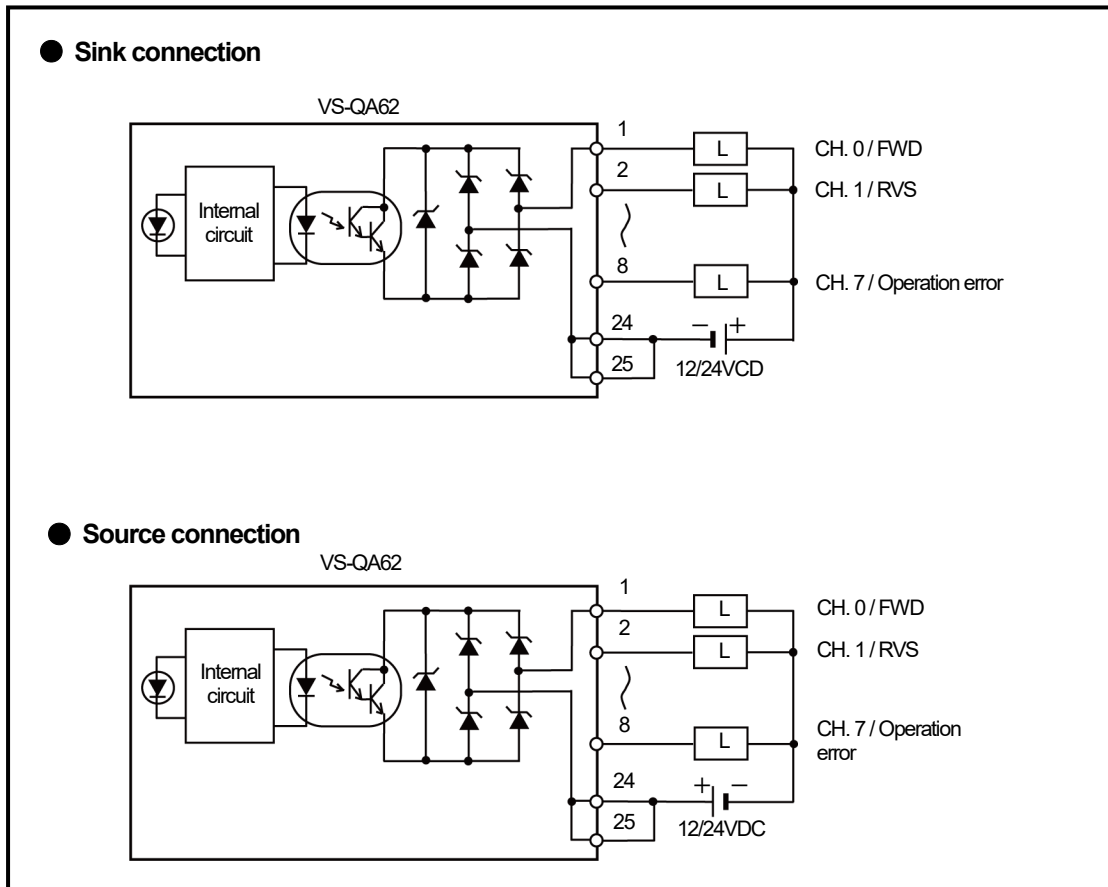 ● Sink connection
VS-QA62
Internal
circuit
1
L
CH. 0 / FWD
2
L
CH. 1 / RVS
8
L
CH. 7 / Operation error
24
− +
25
12/24VCD
● Source connection
VS-QA62
Internal
circuit
1
L
CH. 0 / FWD
2
L
CH. 1 / RVS
8
L
CH. 7 / Operation
error
24
+ −
25
12/24VDC